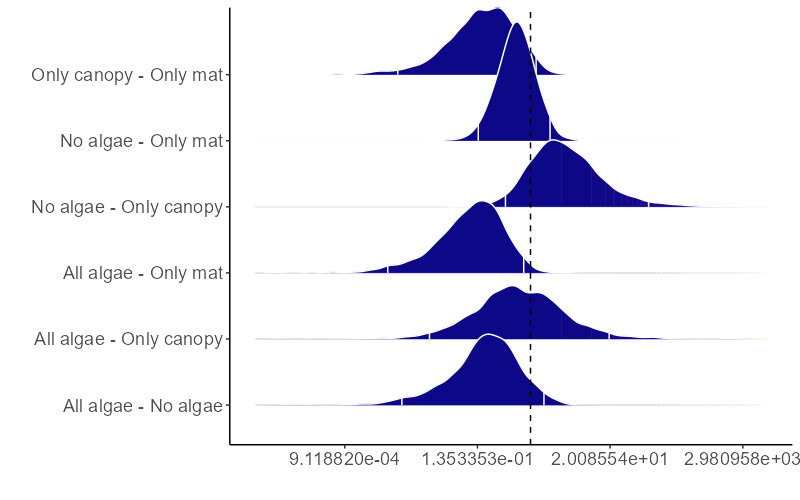 Only canopy - Only mat
No algae - Only mat
No algae - Only canopy
All algae - Only mat
All algae - Only canopy
All algae - No algae
9.118820e-04 1.353353e-01 2.008554e+01 2.980958e+03